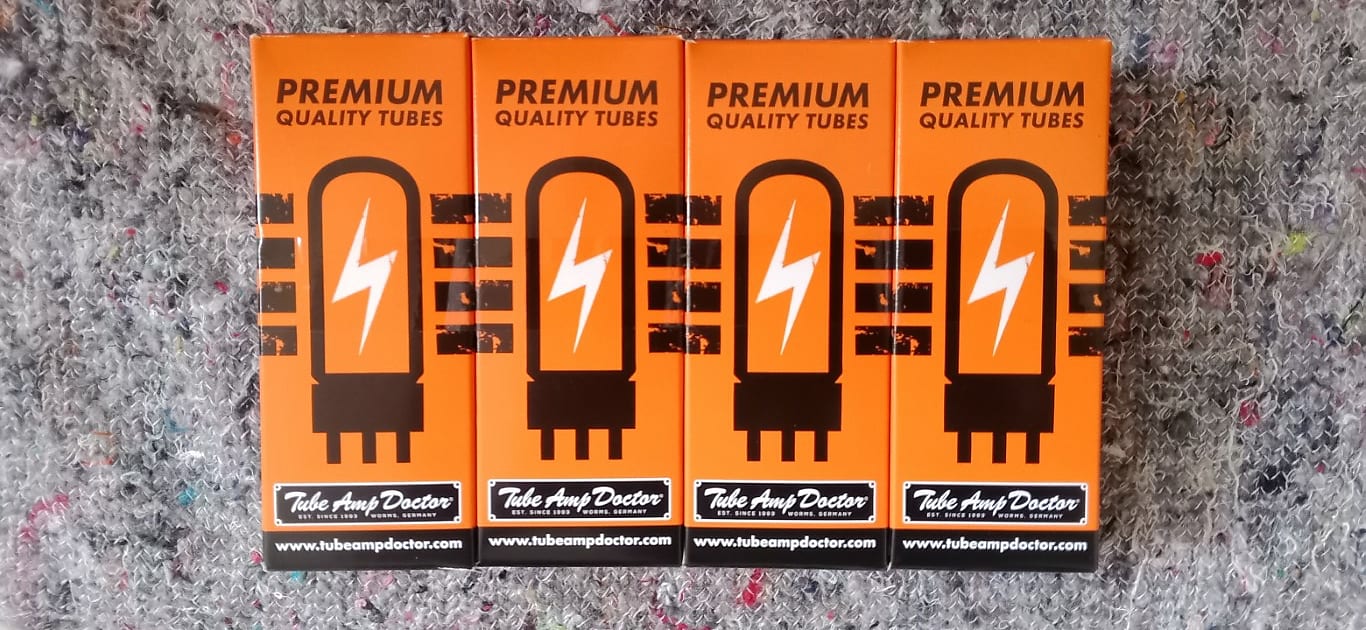 PREMIUM
QUALITY TUBES
Tube Amp Doctor®
EST. SINCE 1993 WORMS, GERMANY
www.tubeampdoctor.com
PREMIUM
QUALITY TUBES
Tube Amp Doctor®
EST. SINCE 1993 WORMS, GERMANY
www.tubeampdoctor.com
PREMIUM
QUALITY TUBES
Tube Amp Doctor®
EST. SINCE 1993 WORMS, GERMANY
www.tubeampdoctor.com
PREMIUM
QUALITY TUBES
Tube Amp Doctor®
EST. SINCE 1993 WORMS, GERMANY
www.tubeampdoctor.com